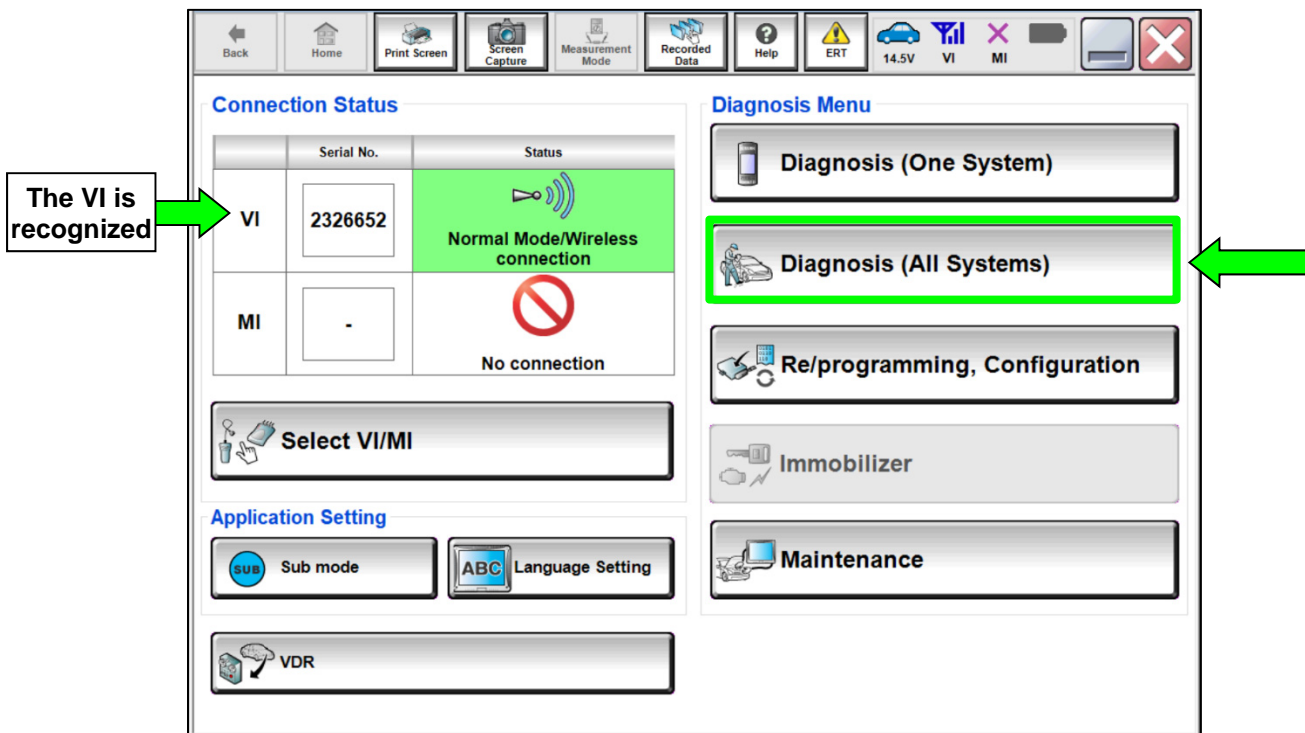 Back
Home
Print Screen
Screen
Capture
Measurement
Mode
Recorded
Data
Help
ERT
14.5V
VI
MI
Connection Status
Serial No.
Status
The VI is
recognized
VI
2326652
Normal Mode/Wireless
connection
MI
-
No connection
Select VI/MI
Application Setting
SUB
Sub mode
ABC
Language Setting
VDR
Diagnosis Menu
Diagnosis (One System)
Diagnosis (All Systems)
Re/programming, Configuration
Immobilizer
Maintenance